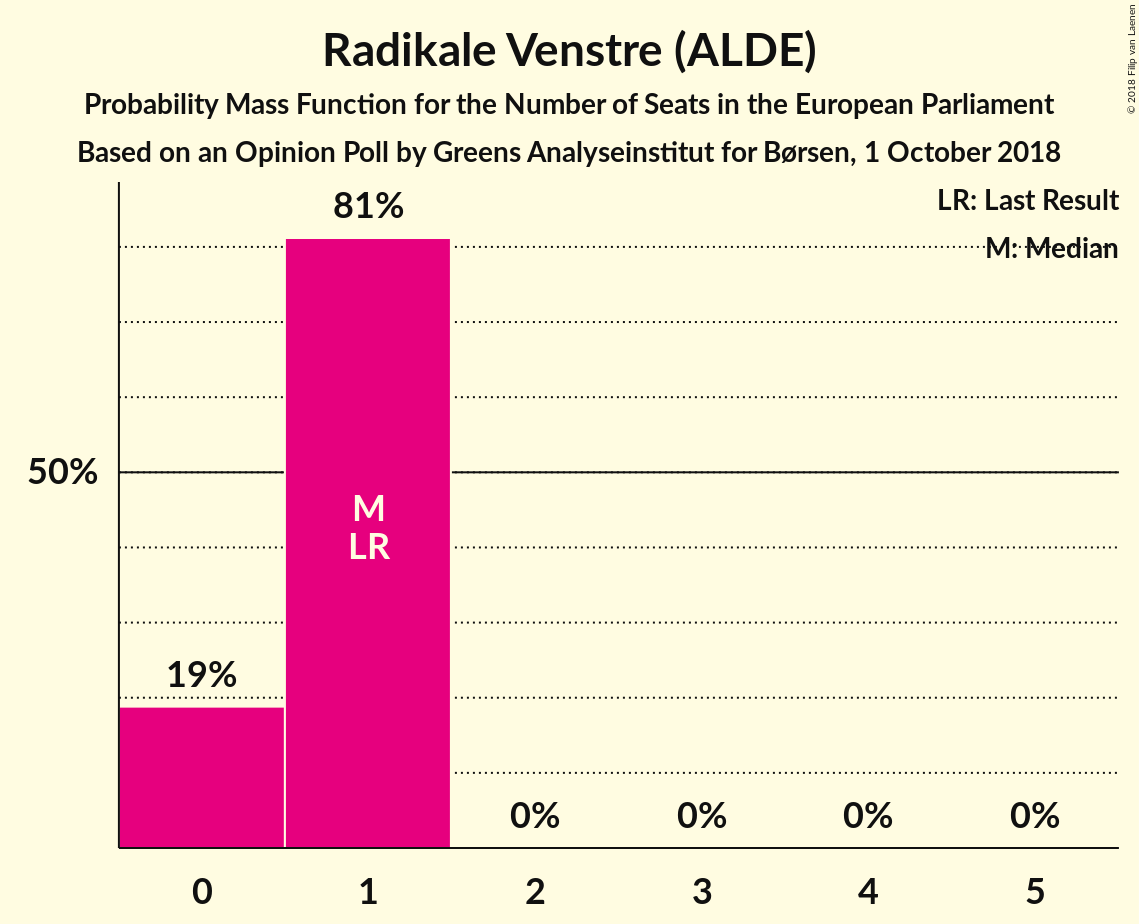 Radikale Venstre (ALDE)
Probability Mass Function for the Number of Seats in the European Parliament
Based on an Opinion Poll by Greens Analyseinstitut for Børsen, 1 October 2018
© 2018 Filip van Laenen
LR: Last Result
M: Median
81%
50%
M
LR
19%
0%
0%
0%
0%
0
1
2
3
4
5